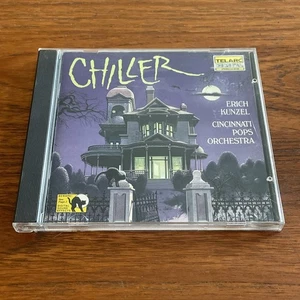 CHILLER
TELARC
ERICH
KUNZEL
CINCINNATI
POPS
ORCHESTRA